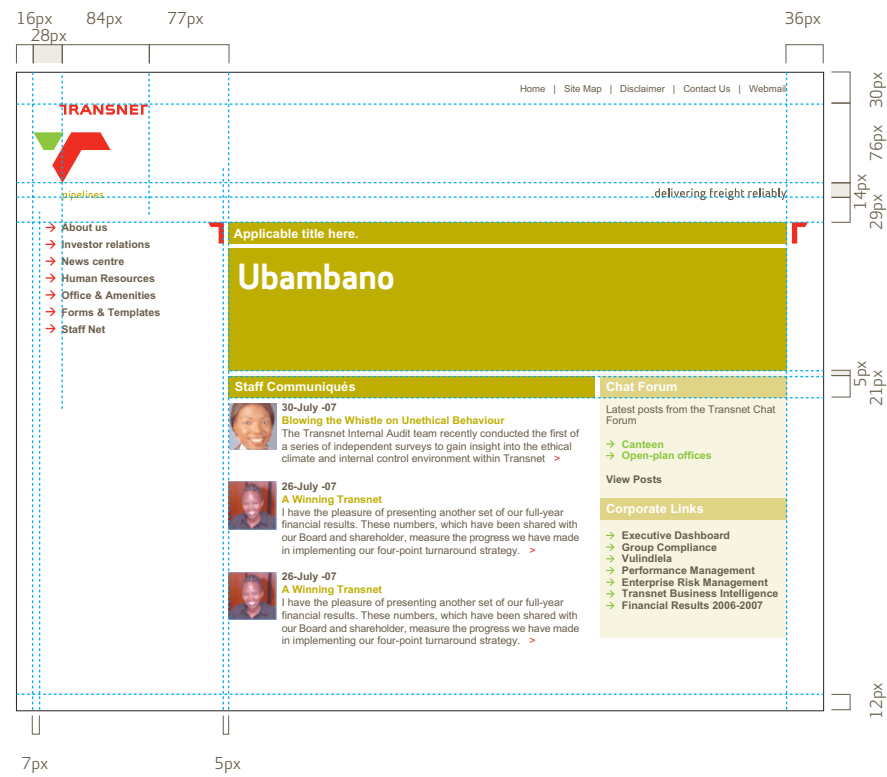 16px 84px 77px 36px
28px
Home | Site Map | Disclaimer | Contact Us | Webmail
30px
TRANSNET
76px
pipelines
delivering freight reliably
14px
29px
About us
Investor relations
News centre
Human Resources
Office & Amenities
Forms & Templates
Staff Net
Applicable title here.
Ubambano
5px
21px
Staff Communiqués
30-July -07
Blowing the Whistle on Unethical Behaviour
The Transnet Internal Audit team recently conducted the first of
a series of independent surveys to gain insight into the ethical
climate and internal control environment within Transnet >
26-July -07
A Winning Transnet
I have the pleasure of presenting another set of our full-year
financial results. These numbers, which have been shared with
our Board and shareholder, measure the progress we have made
in implementing our four-point turnaround strategy. >
26-July -07
A Winning Transnet
I have the pleasure of presenting another set of our full-year
financial results. These numbers, which have been shared with
our Board and shareholder, measure the progress we have made
in implementing our four-point turnaround strategy. >
Chat Forum
Latest posts from the Transnet Chat
Forum
Canteen
Open-plan offices
View Posts
Corporate Links
Executive Dashboard
Group Compliance
Vulindlela
Performance Management
Enterprise Risk Management
Transnet Business Intelligence
Financial Results 2006-2007
12px
7px 5px